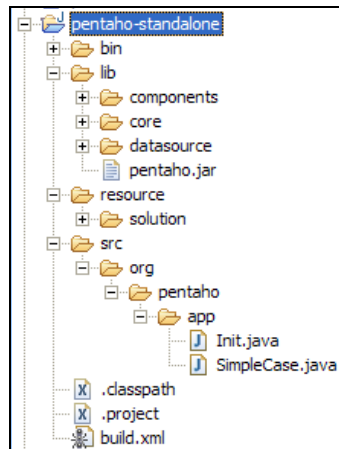 pentaho-standalone
bin
lib
components
core
datasource
pentaho.jar
resource
solution
src
org
pentaho
app
Init.java
SimpleCase.java
.classpath
.project
build.xml